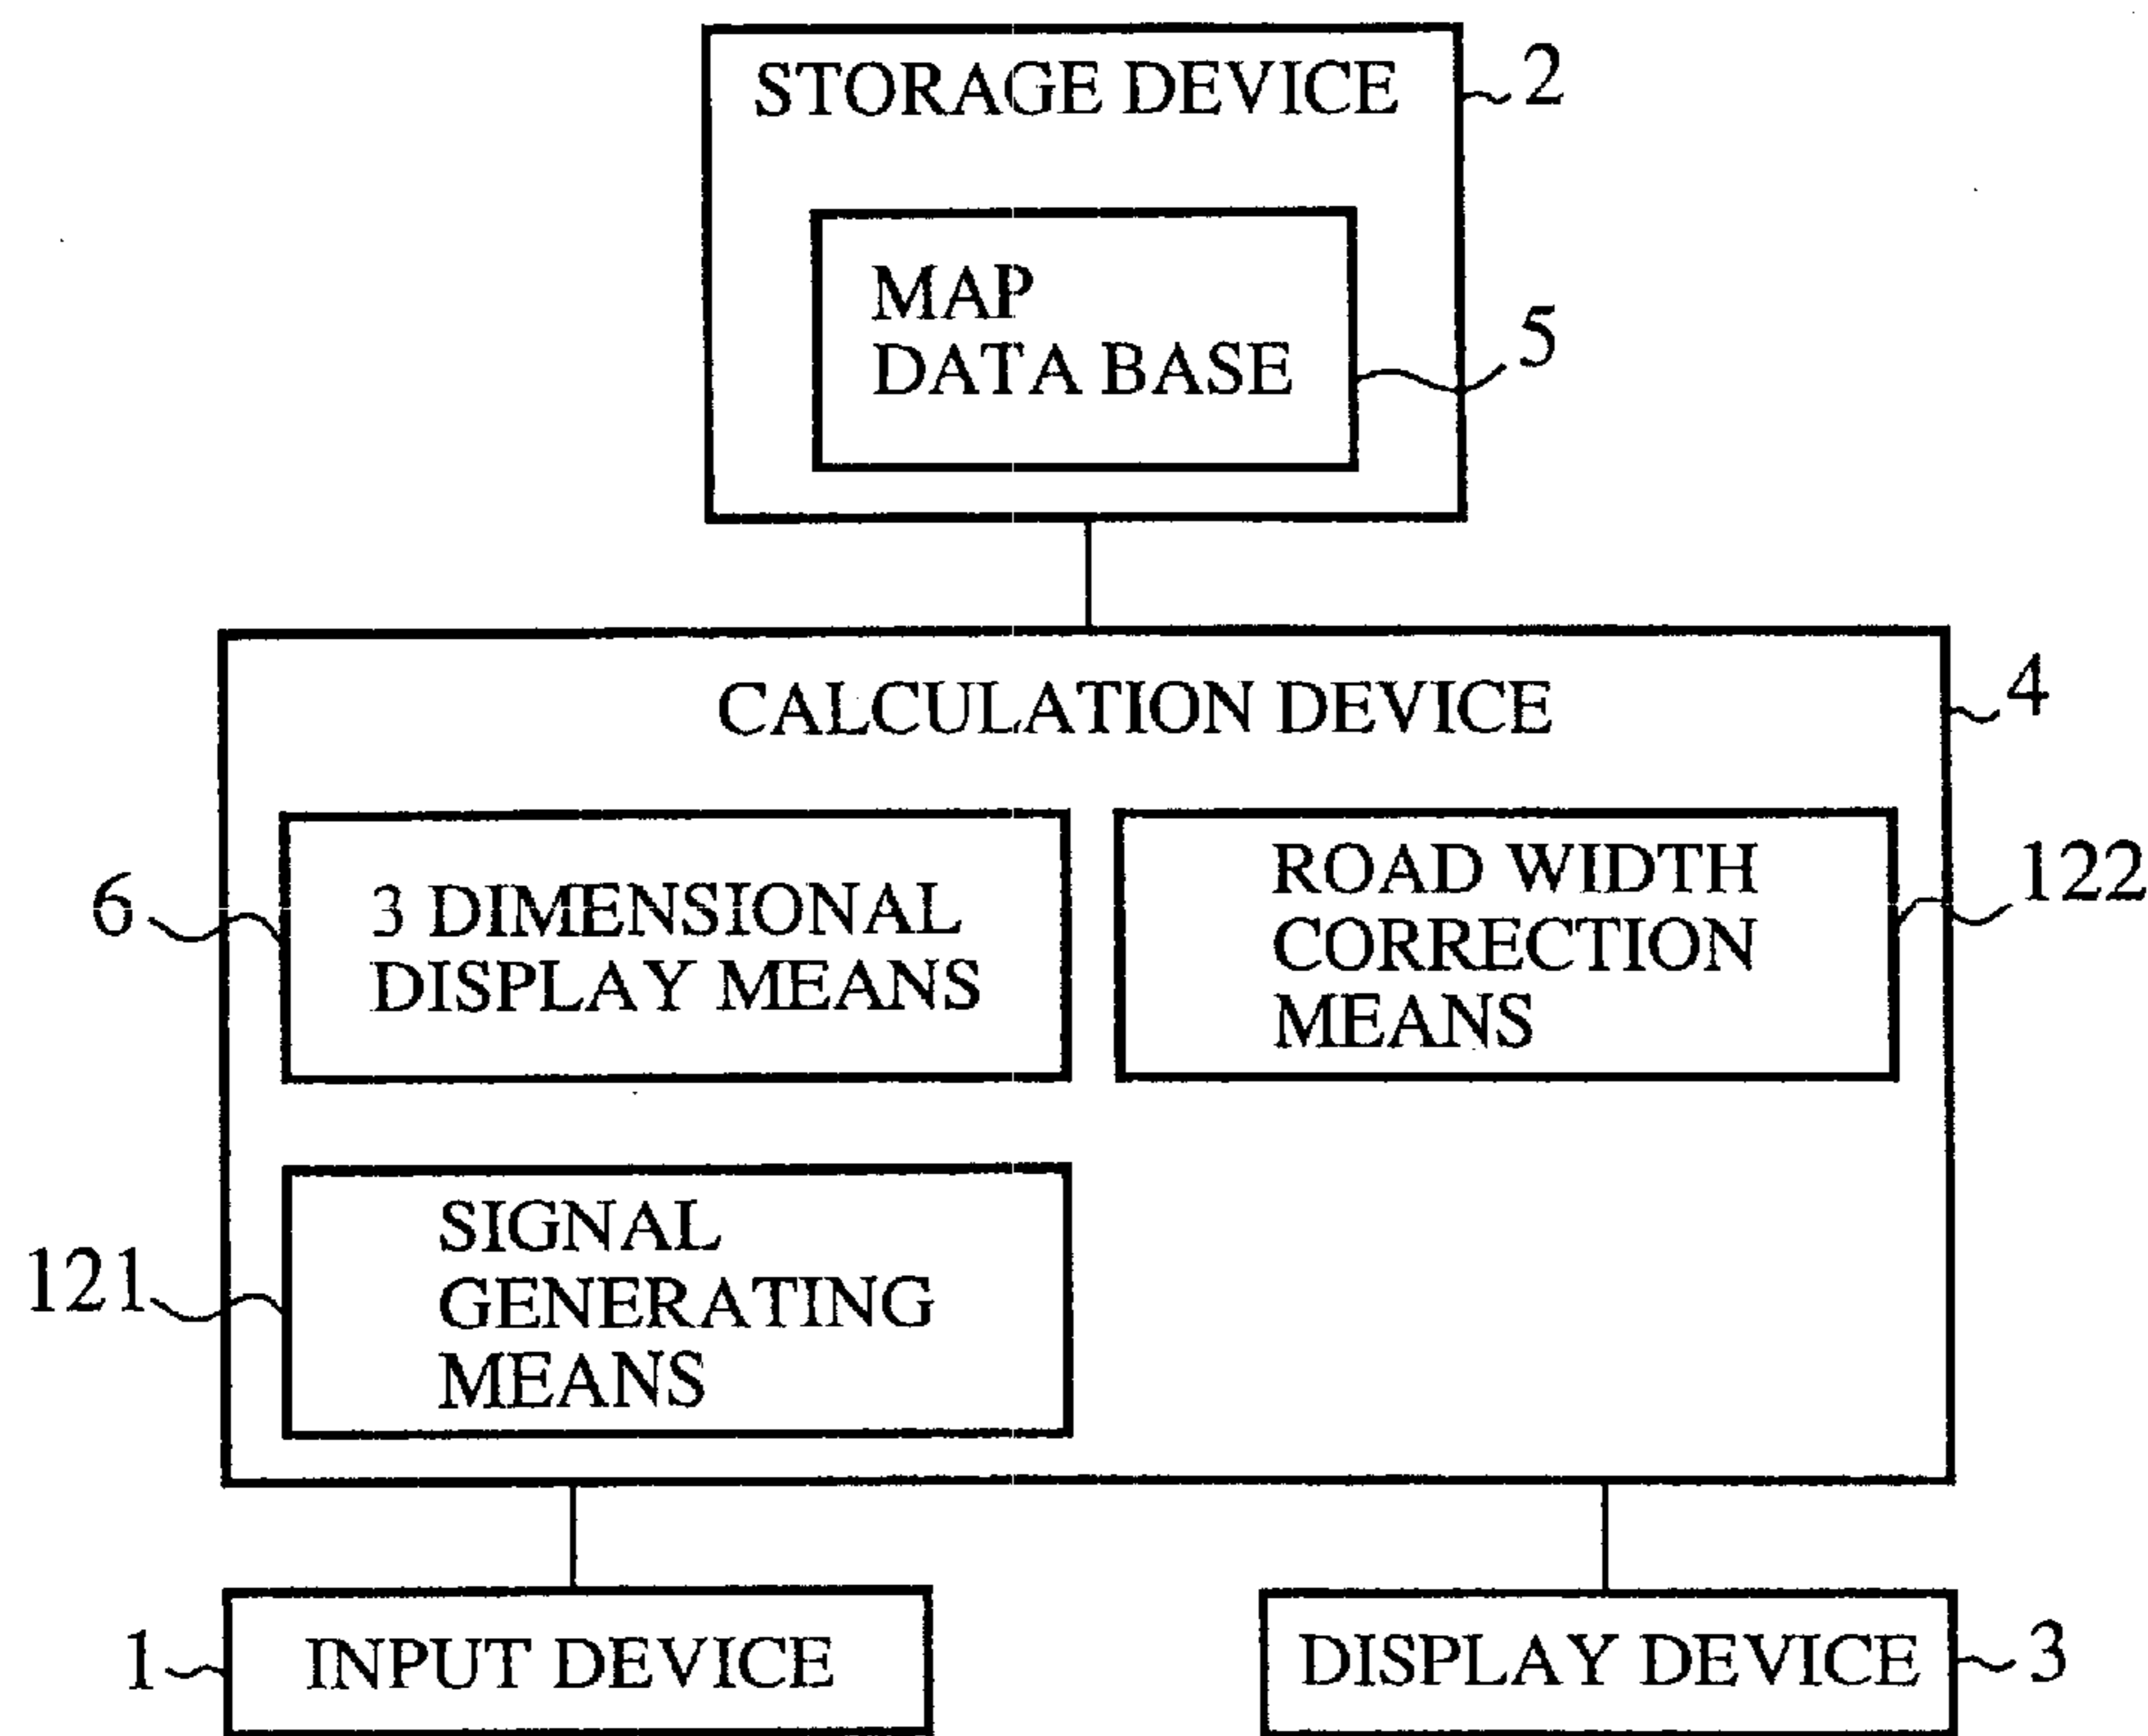 STORAGE DEVICE
2
MAP
DATA BASE
5
CALCULATION DEVICE
4
6
3 DIMENSIONAL
DISPLAY MEANS
ROAD WIDTH
CORRECTION
MEANS
122
121
SIGNAL
GENERATING
MEANS
1
INPUT DEVICE
DISPLAY DEVICE
3